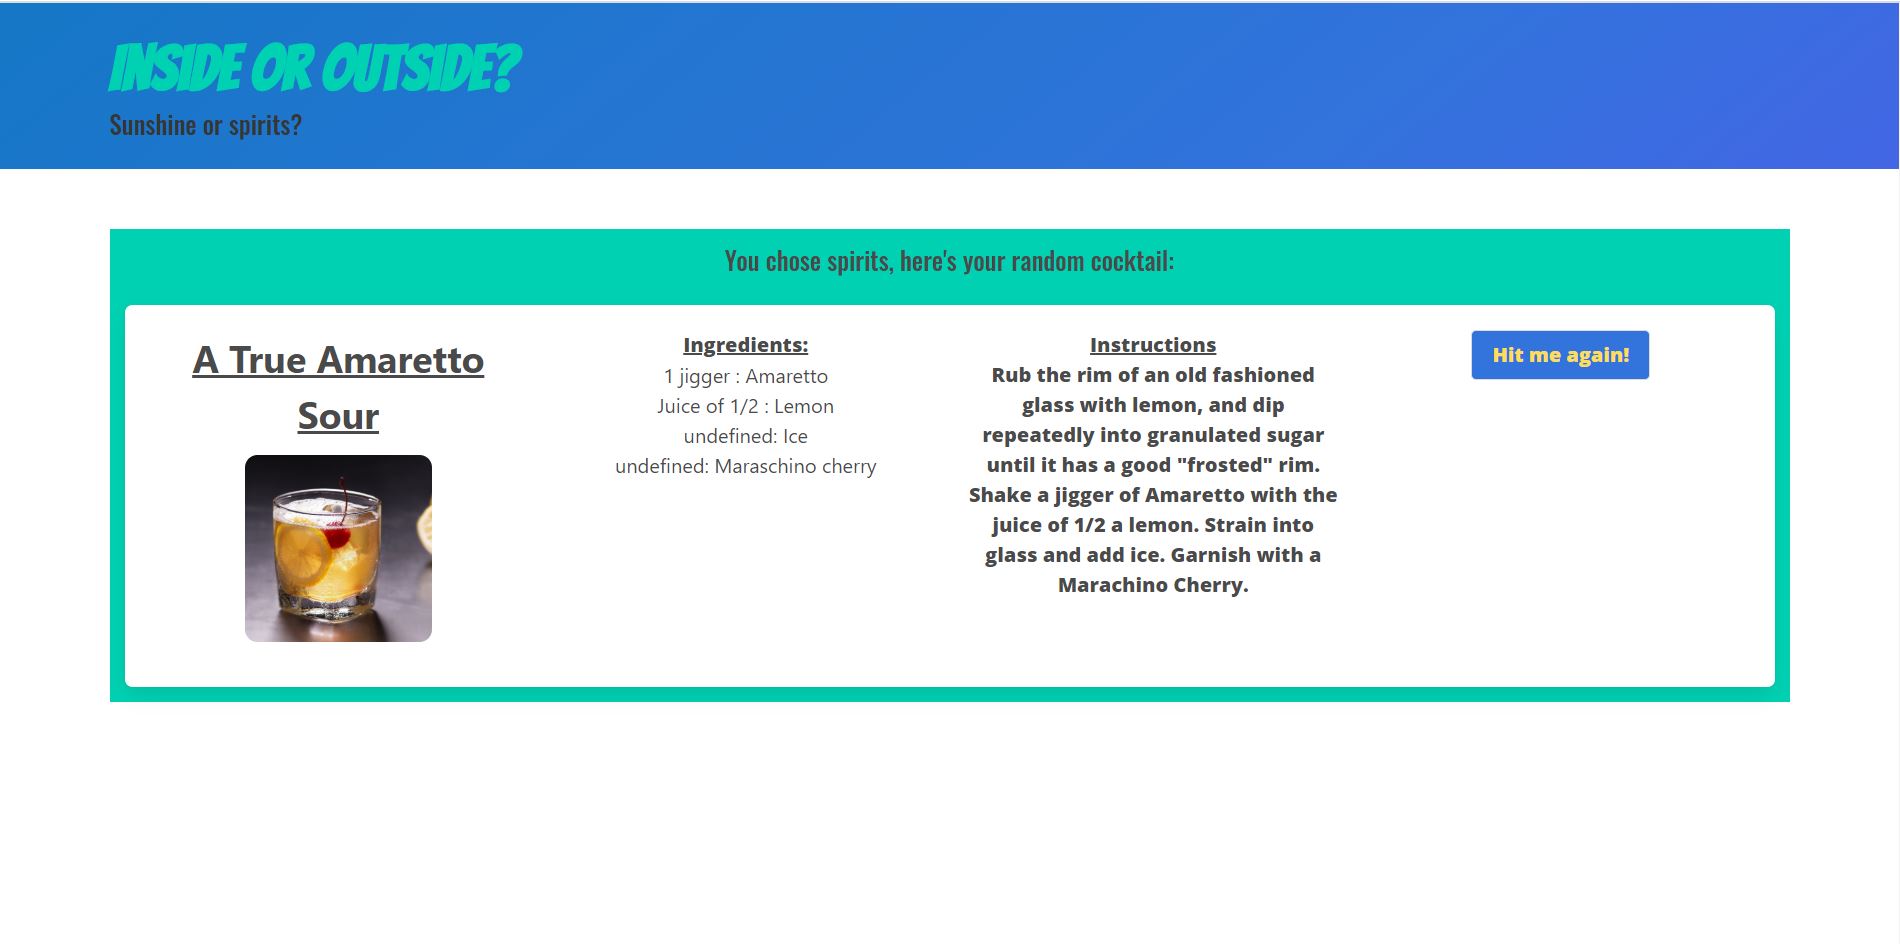 INSIDE OR OUTSIDE?
Sunshine or spirits?
You chose spirits, here's your random cocktail:
A True Amaretto
Sour
Ingredients:
1 jigger : Amaretto
Juice of 1/2 : Lemon
undefined: Ice
undefined: Maraschino cherry
Instructions
Rub the rim of an old fashioned
glass with lemon, and dip
repeatedly into granulated sugar
until it has a good "frosted" rim.
Shake a jigger of Amaretto with the
juice of 1/2 a lemon. Strain into
glass and add ice. Garnish with a
Marachino Cherry.
Hit me again!